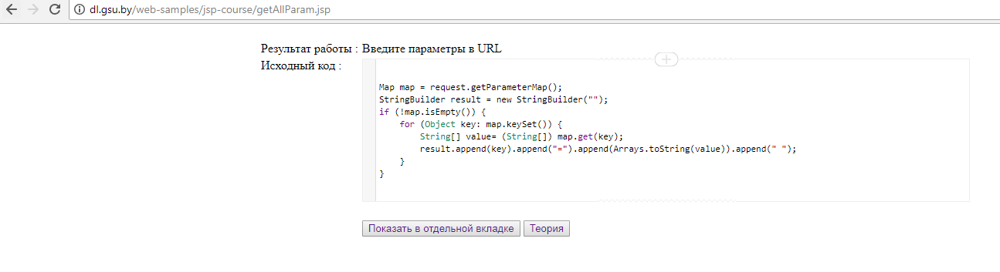 dl.gsu.by/web-samples/jsp-course/getAllParam.jsp
Результат работы : Введите параметры в URL
Исходный код :
Map map = request.getParameterMap();
StringBuilder result = new StringBuilder("");
if (!map.isEmpty()) {
    for (Object key: map.keySet()) {
        String[] value= (String[]) map.get(key);
        result.append(key).append("=").append(Arrays.toString(value)).append(" ");
    }
}
Показать в отдельной вкладке Теория